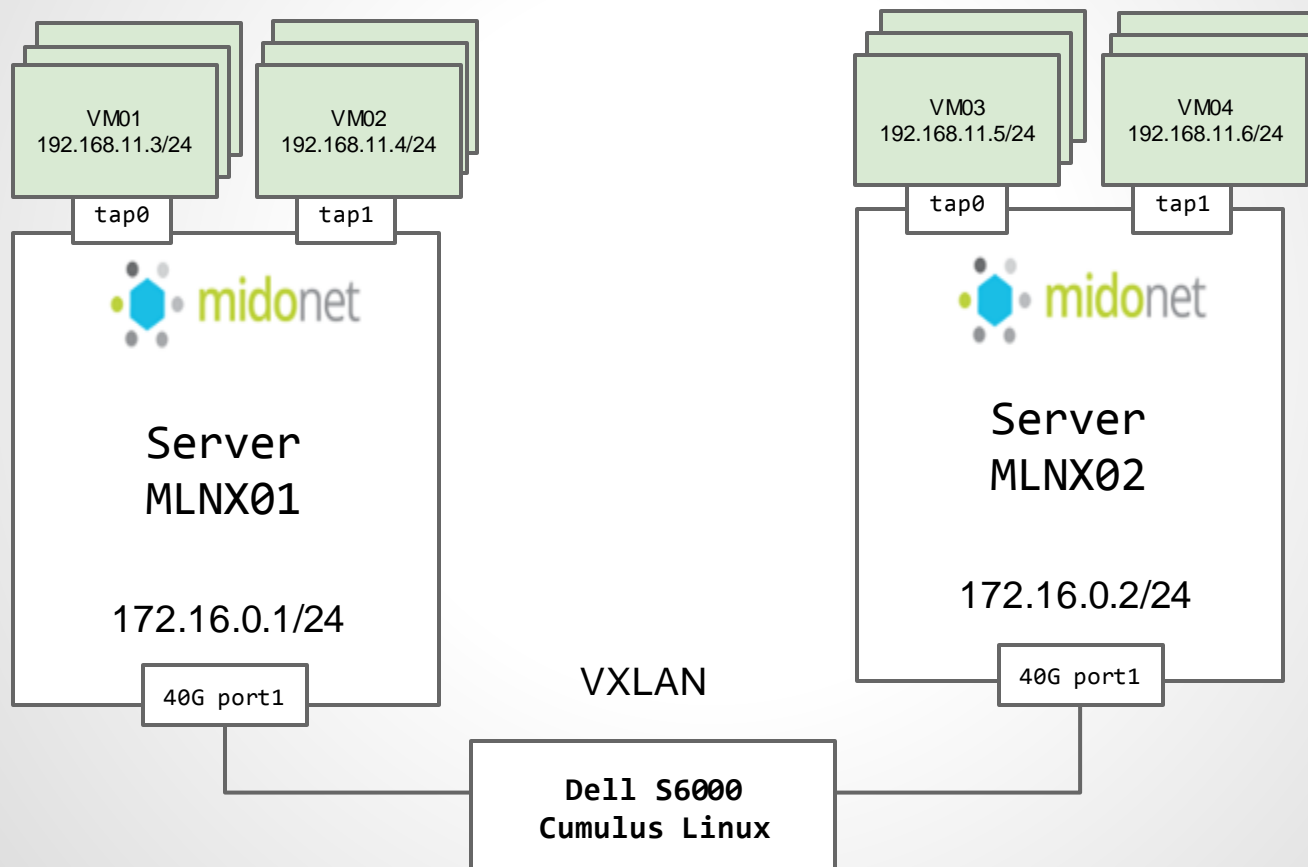 VM01
192.168.11.3/24
VM02
192.168.11.4/24
VM03
192.168.11.5/24
VM04
192.168.11.6/24
tap0
tap1
tap0
tap1
midonet
midonet
Server
MLNX01
Server
MLNX02
172.16.0.1/24
172.16.0.2/24
40G port1
VXLAN
40G port1
Dell S6000
Cumulus Linux